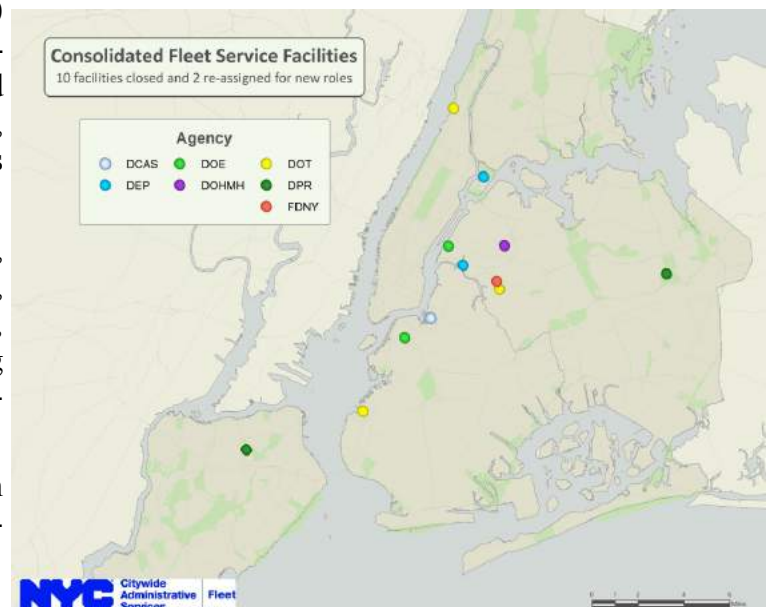 Consolidated Fleet Service Facilities
10 facilities closed and 2 re-assigned for new roles
Agency
DCAS DOE DOT
DEP DOHMH DPR
FDNY
NYC Citywide
Administrative Fleet
Services